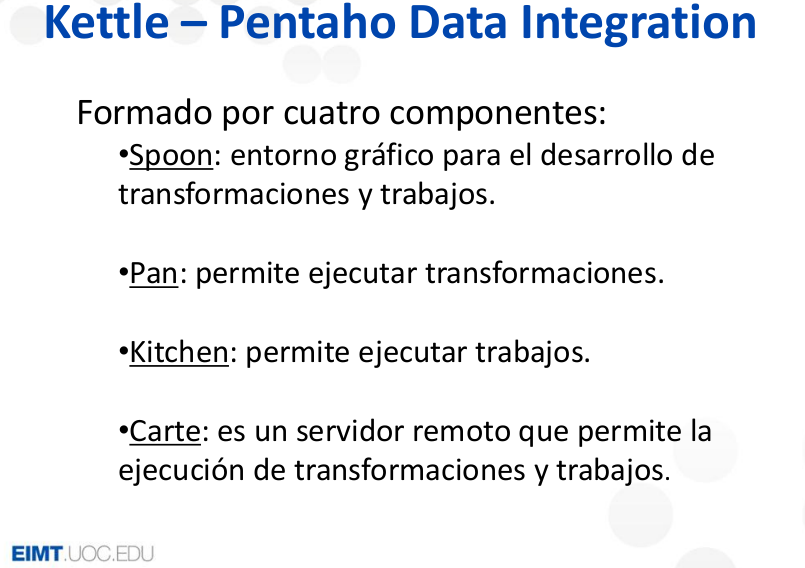 Kettle – Pentaho Data Integration
Formado por cuatro componentes:
•Spoon: entorno gráfico para el desarrollo de
transformaciones y trabajos.
•Pan: permite ejecutar transformaciones.
•Kitchen: permite ejecutar trabajos.
•Carte: es un servidor remoto que permite la
ejecución de transformaciones y trabajos.
EIMT.UOC.EDU